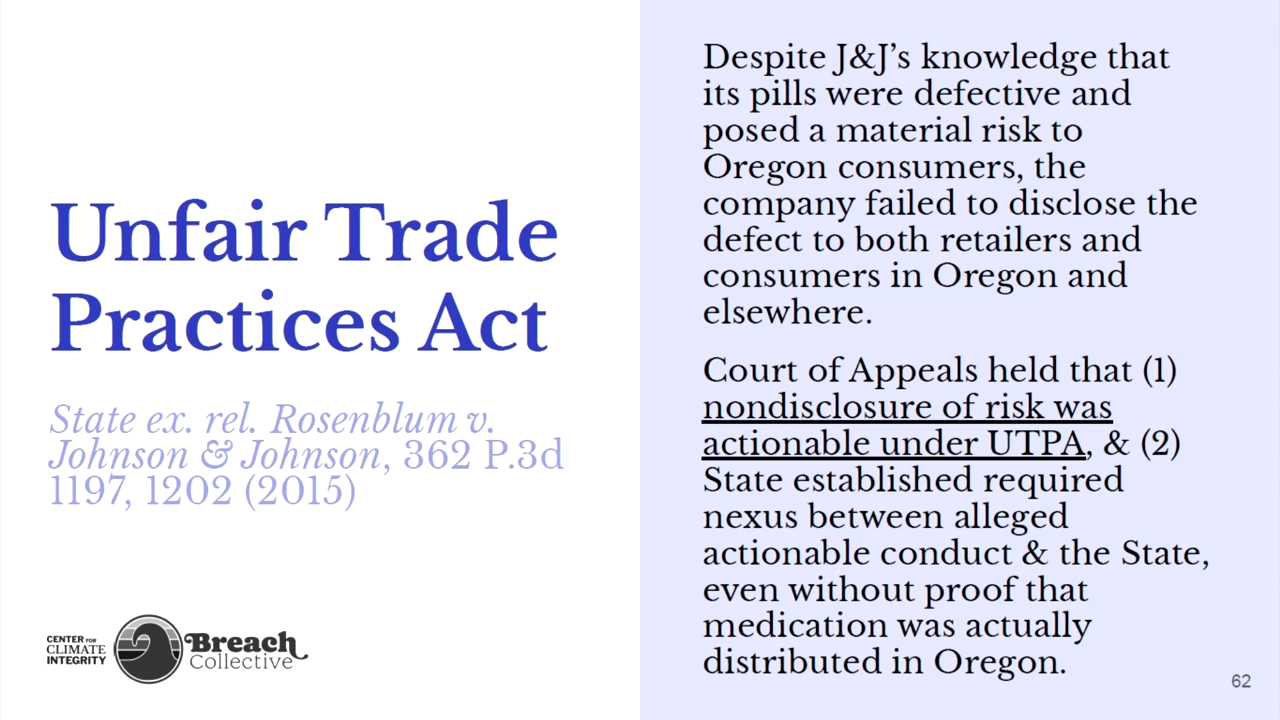 Unfair Trade
Practices Act
State ex. rel. Rosenblum v.
Johnson & Johnson, 362 P.3d
1197, 1202 (2015)
CENTER FOR
CLIMATE
INTEGRITY
Breach
Collective
Despite J&J’s knowledge that
its pills were defective and
posed a material risk to
Oregon consumers, the
company failed to disclose the
defect to both retailers and
consumers in Oregon and
elsewhere.
Court of Appeals held that (1)
nondisclosure of risk was
actionable under UTPA, & (2)
State established required
nexus between alleged
actionable conduct & the State,
even without proof that
medication was actually
distributed in Oregon.
62